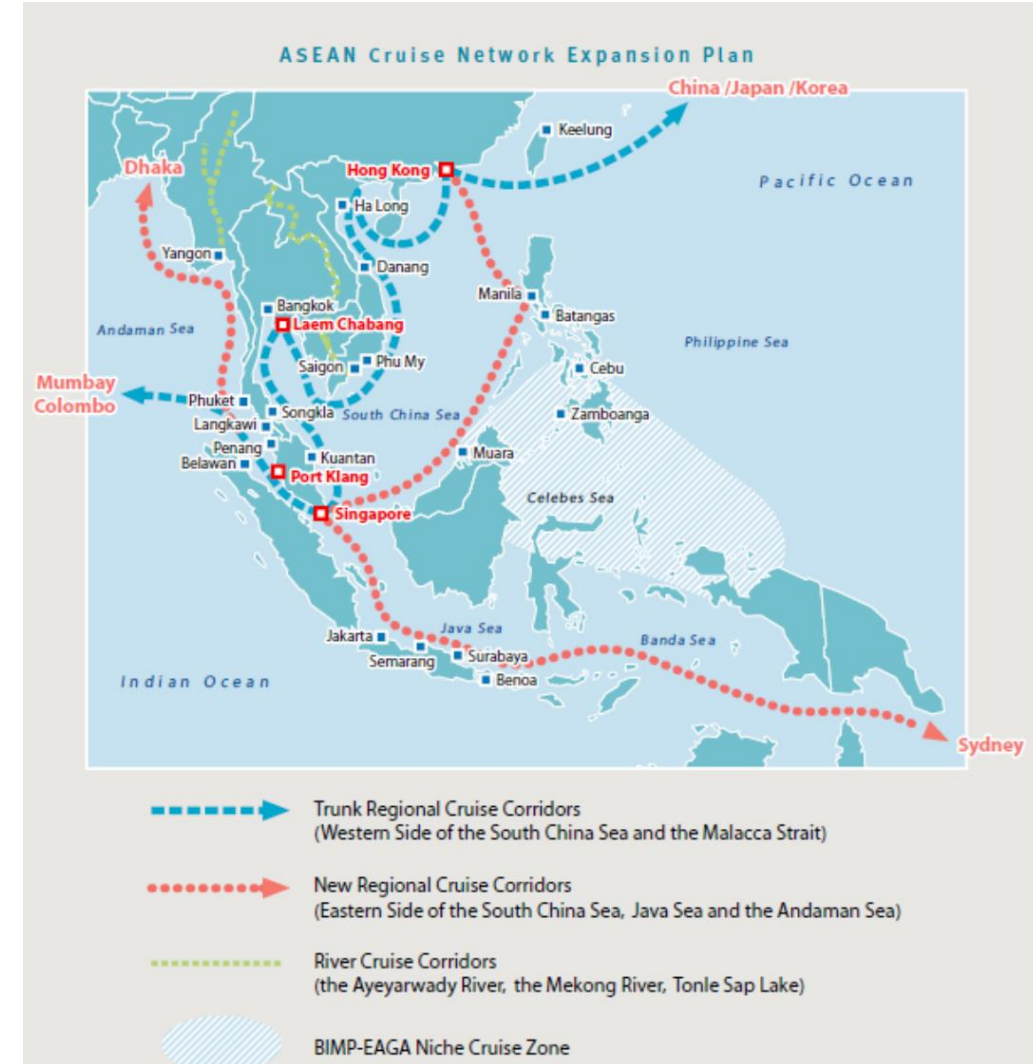 ASEAN Cruise Network Expansion Plan
China /Japan /Korea
Keelung
Dhaka
Hong Kong
Pacific Ocean
Ha Long
Yangon
Danang
Manila
Bangkok
Batangas
Andaman Sea
Laem Chabang
Philippine Sea
Saigon
Phu My
Cebu
Mumbay
Colombo
Phuket
Songkla
South China Sea
Zamboanga
Langkawi
Penang
Kuantan
Muara
Belawan
Port Klang
Celebes Sea
Singapore
Jakarta
Java Sea
Banda Sea
Semarang
Surabaya
Indian Ocean
Benoa
Sydney
Trunk Regional Cruise Corridors
(Western Side of the South China Sea and the Malacca Strait)
New Regional Cruise Corridors
(Eastern Side of the South China Sea, Java Sea and the Andaman Sea)
River Cruise Corridors
(the Ayeyarwady River, the Mekong River, Tonle Sap Lake)
BIMP-EAGA Niche Cruise Zone